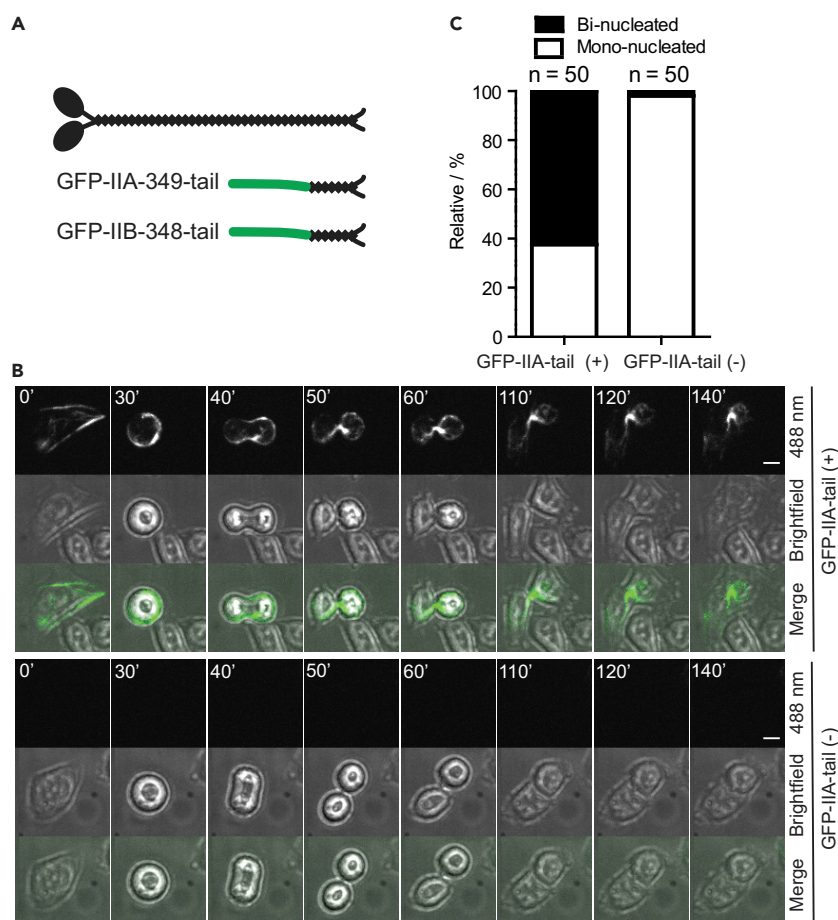 A
GFP-IIA-349-tail
GFP-IIB-348-tail
C
Bi-nucleated
Mono-nucleated
n = 50 n = 50
100
80
60
40
20
0
Relative / %
GFP-IIA-tail (+) GFP-IIA-tail (-)
B
0' 30' 40' 50' 60' 110' 120' 140'
488 nm
Brightfield
Merge
GFP-IIA-tail (+)
0' 30' 40' 50' 60' 110' 120' 140'
488 nm
Brightfield
Merge
GFP-IIA-tail (-)